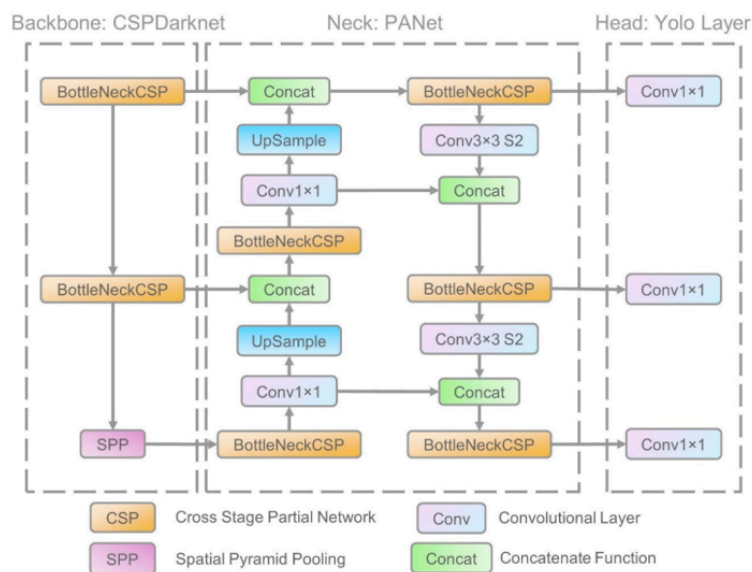 Backbone: CSPDarknet
Neck: PANet
Head: Yolo Layer
BottleNeckCSP
Concat
BottleNeckCSP
Conv1×1
UpSample
Conv3×3 S2
Conv1×1
Concat
BottleNeckCSP
BottleNeckCSP
Concat
BottleNeckCSP
Conv1×1
UpSample
Conv3×3 S2
Conv1×1
Concat
SPP
BottleNeckCSP
BottleNeckCSP
Conv1×1
CSP
Cross Stage Partial Network
Conv
Convolutional Layer
SPP
Spatial Pyramid Pooling
Concat
Concatenate Function